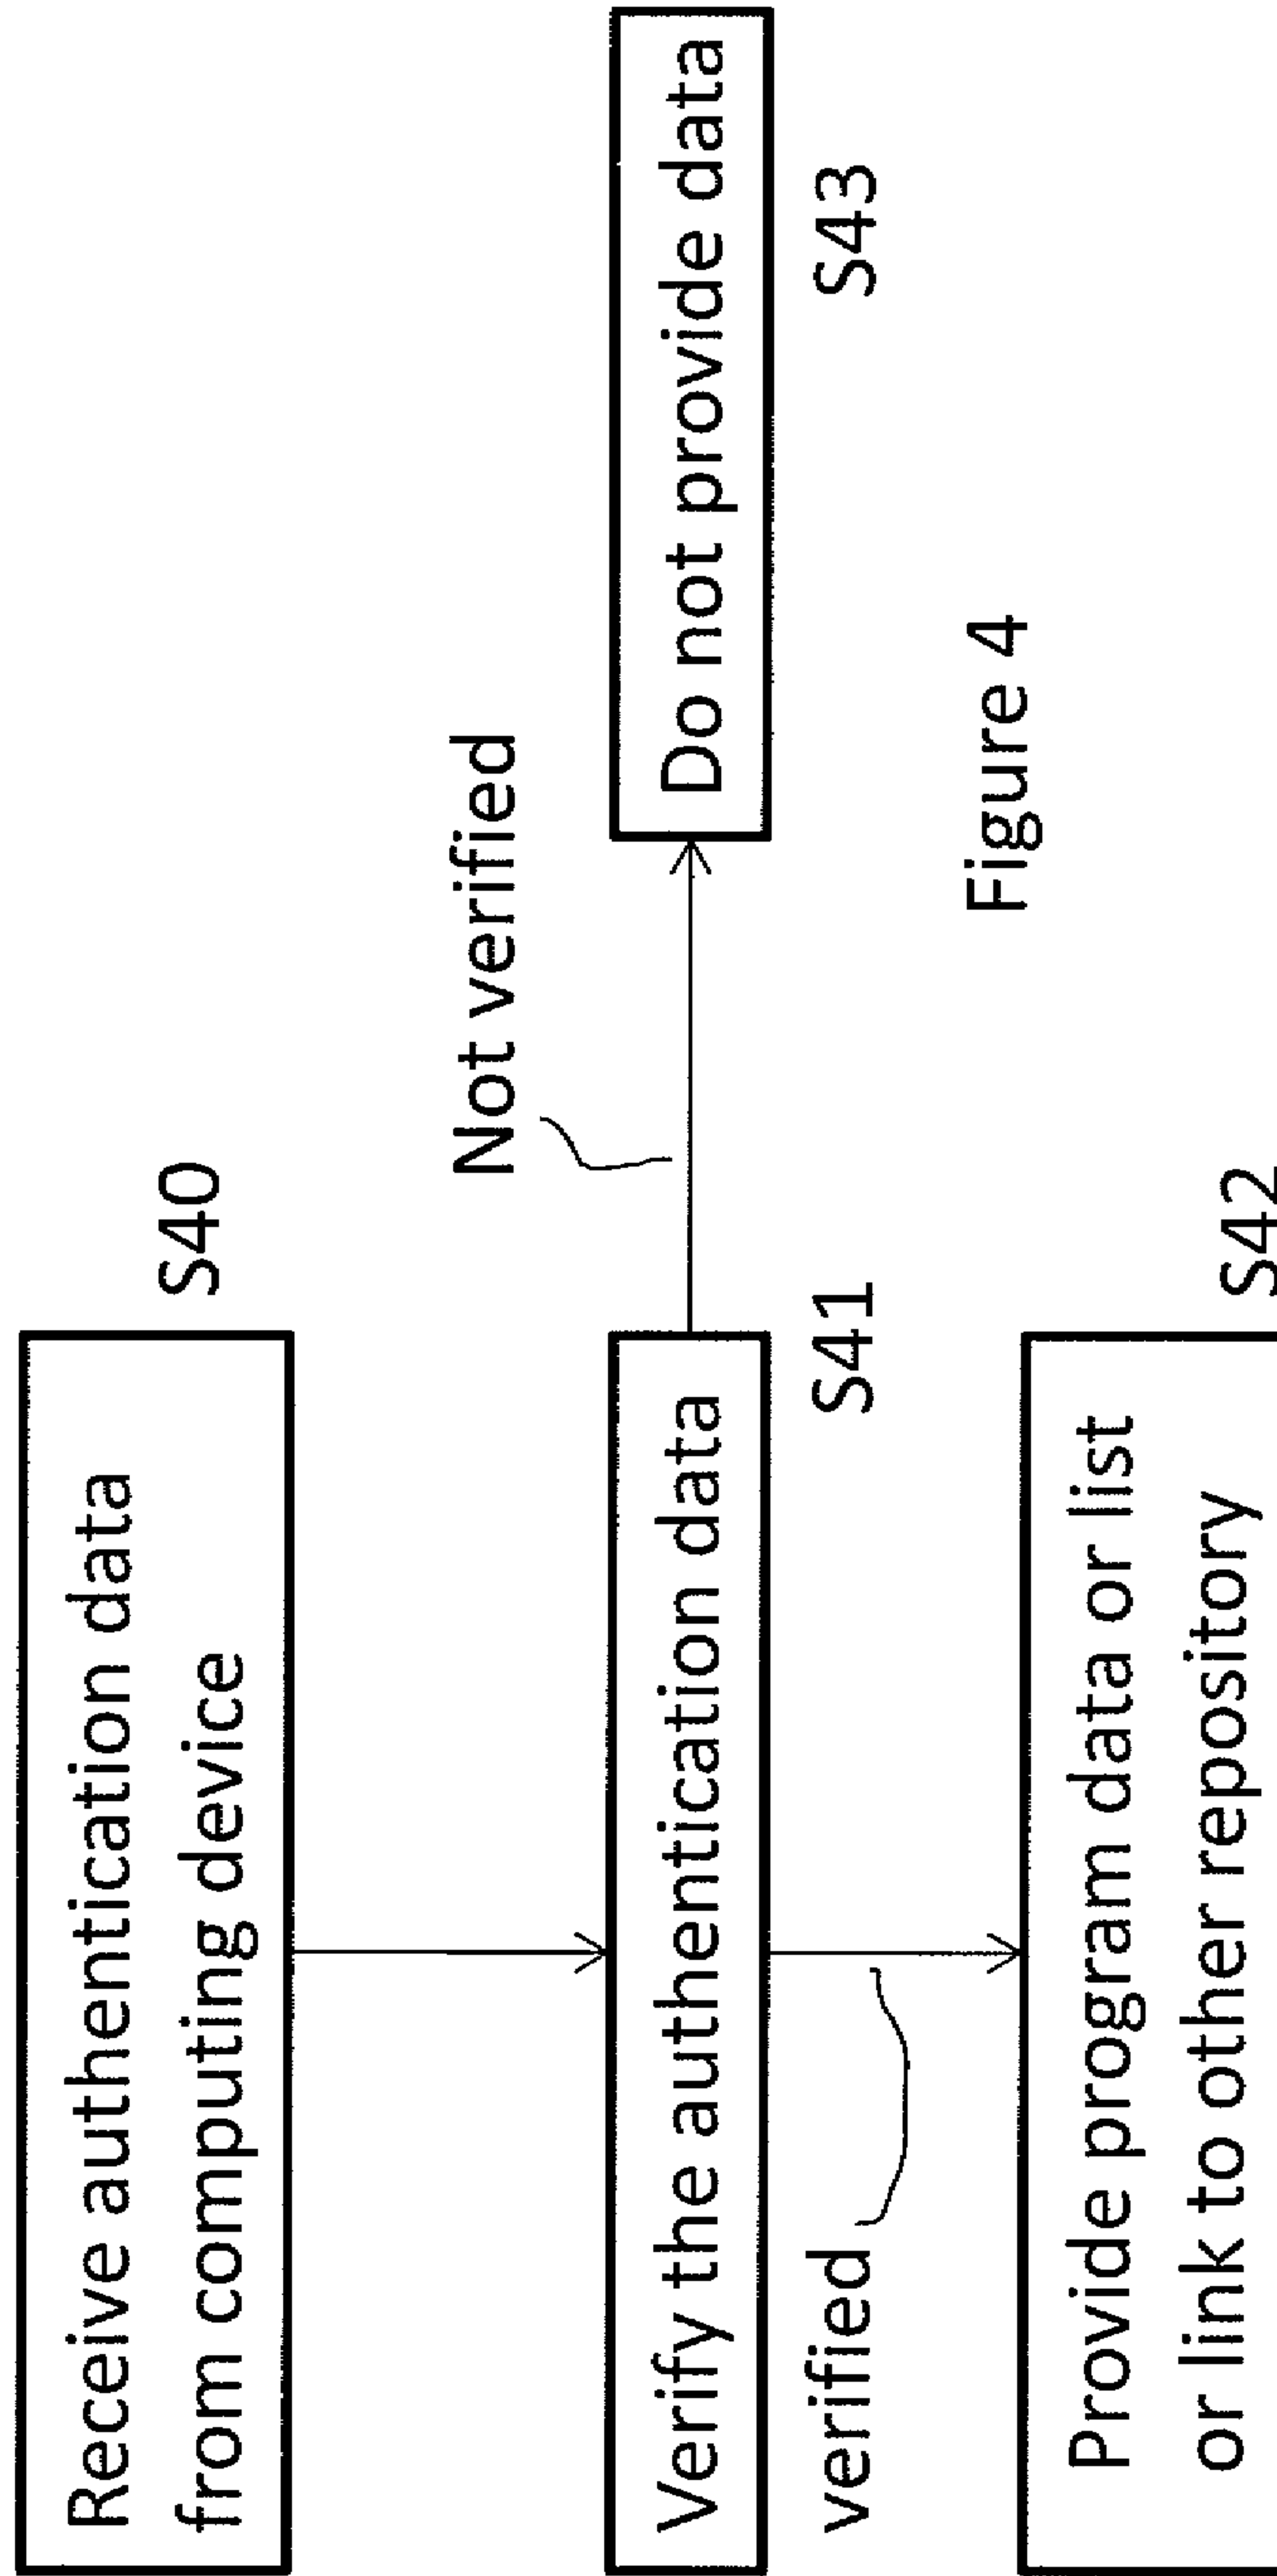 Receive authentication data
from computing device
S40
Not verified
Verify the authentication data
S41
Do not provide data
S43
verified
Provide program data or list
or link to other repository
S42
Figure 4